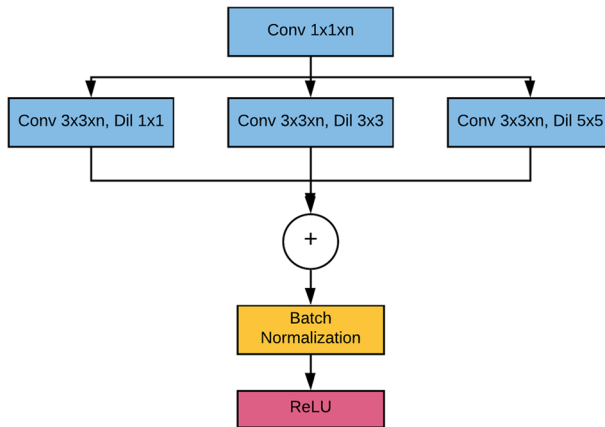 Conv 1x1xn
Conv 3x3xn, Dil 1x1
Conv 3x3xn, Dil 3x3
Conv 3x3xn, Dil 5x5
+
Batch
Normalization
ReLU